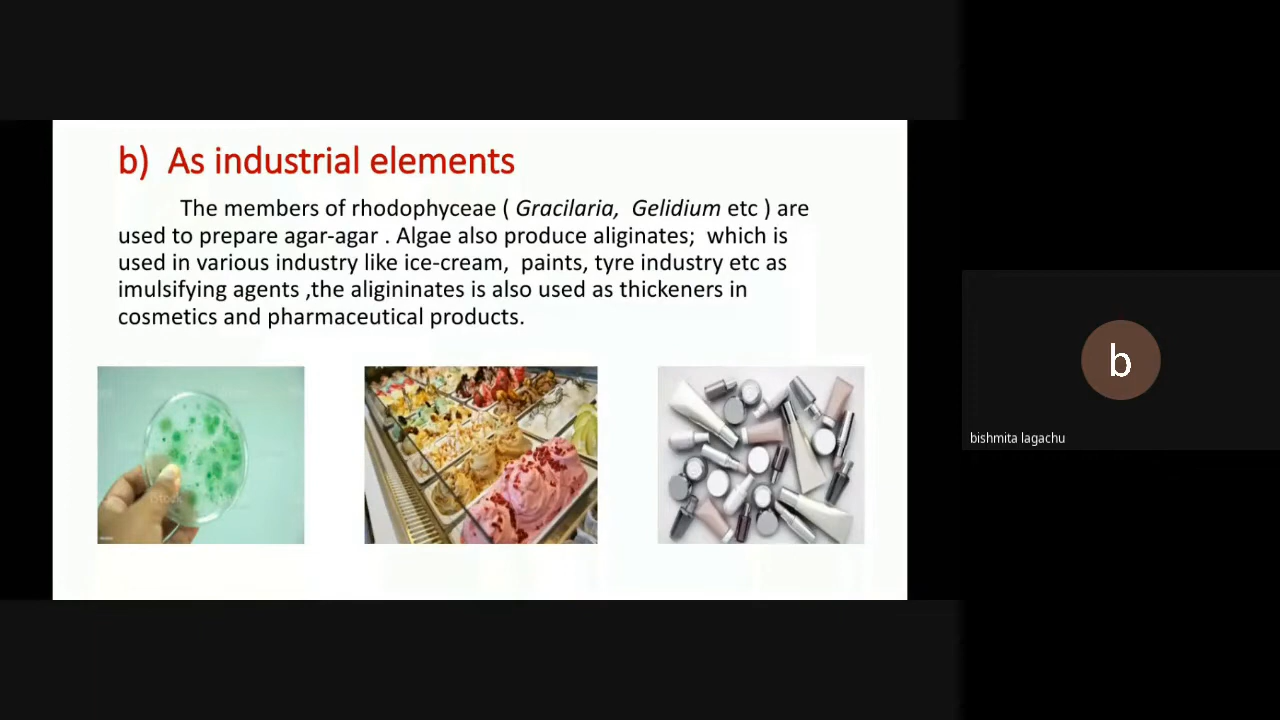 b) As industrial elements
The members of rhodophyceae ( Gracilaria, Gelidium etc ) are
used to prepare agar-agar . Algae also produce aliginates; which is
used in various industry like ice-cream, paints, tyre industry etc as
imulsifying agents ,the aligininates is also used as thickeners in
cosmetics and pharmaceutical products.
iStock
b
bishmita lagachu